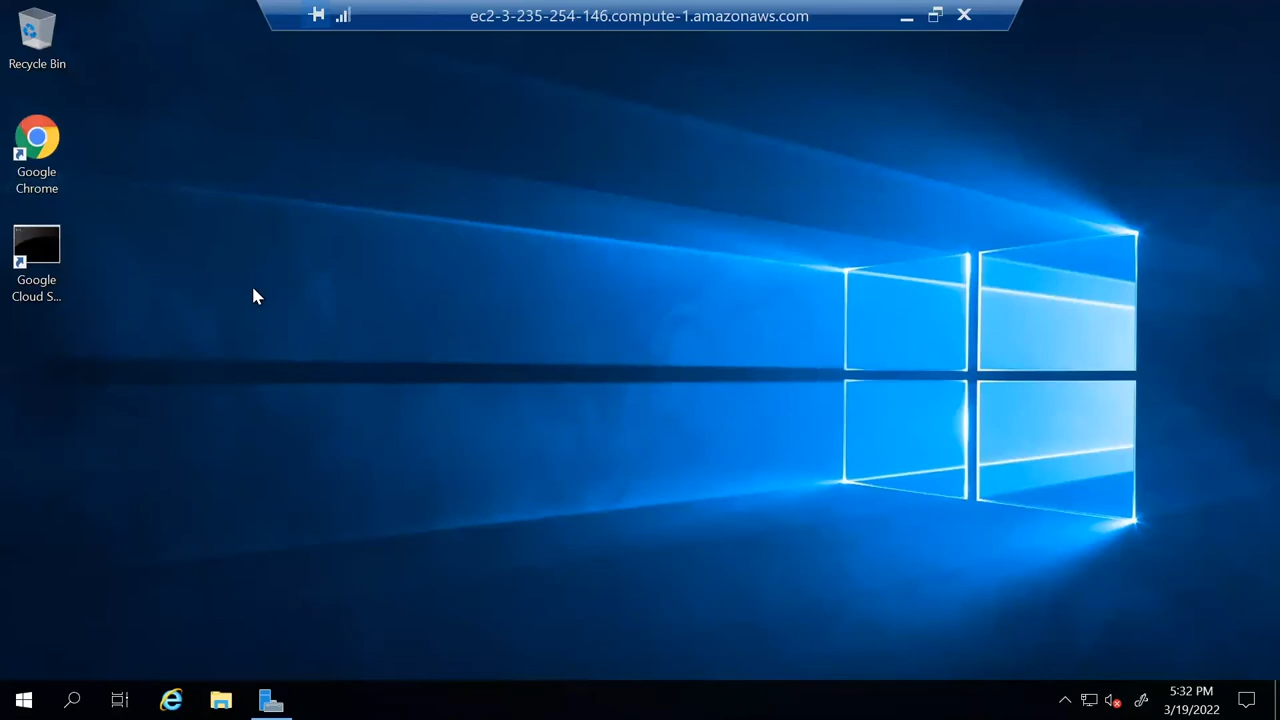 ec2-3-235-254-146.compute-1.amazonaws.com
Recycle Bin
Google
Chrome
Google
Cloud S...
5:32 PM
3/19/2022